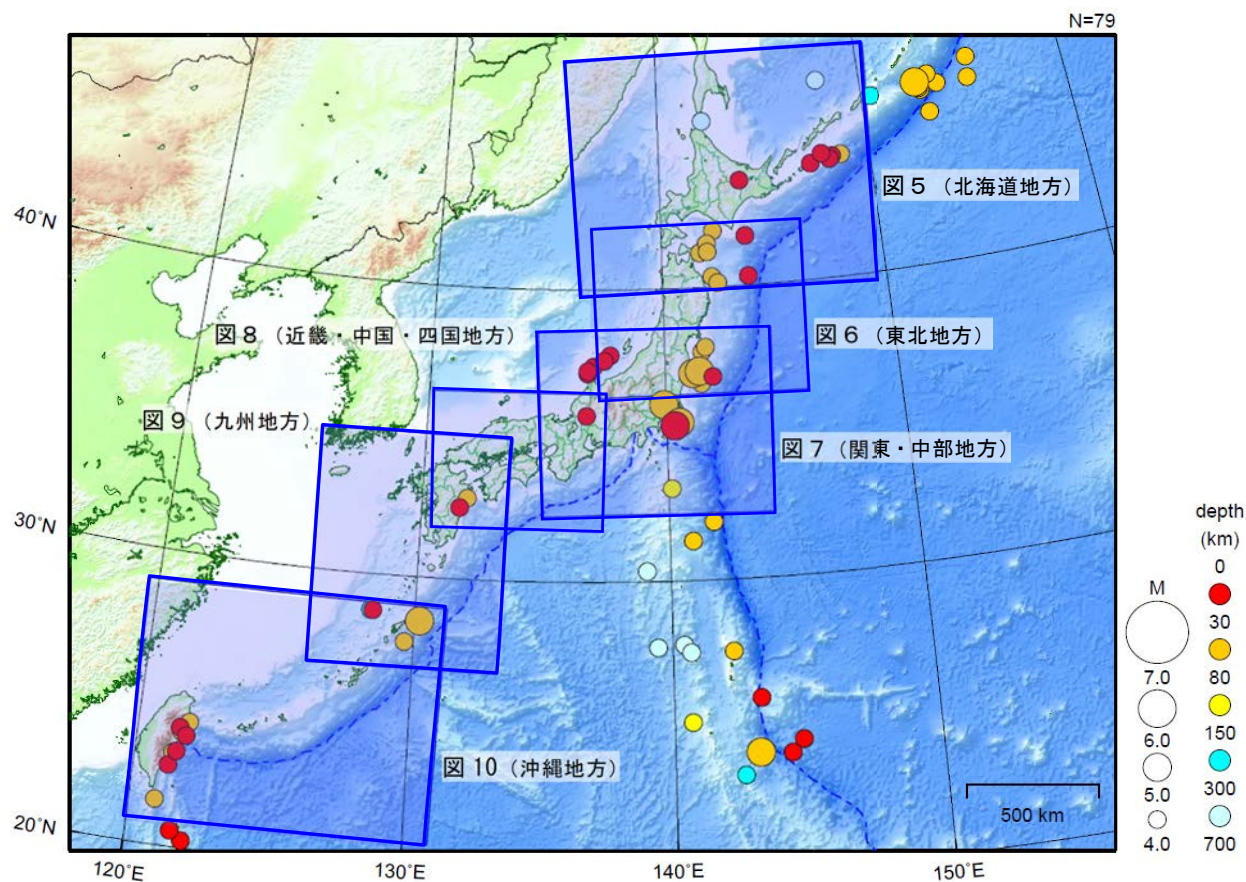 N=79
図５（北海道地方）
40°N
図８（近畿・中国・四国地方）
図６（東北地方）
図９（九州地方）
図７（関東・中部地方）
30°N
図１０（沖縄地方）
500 km
20°N
120°E
130°E
140°E
150°E
M
7.0
6.0
5.0
4.0
depth
(km)
0
30
80
150
300
700